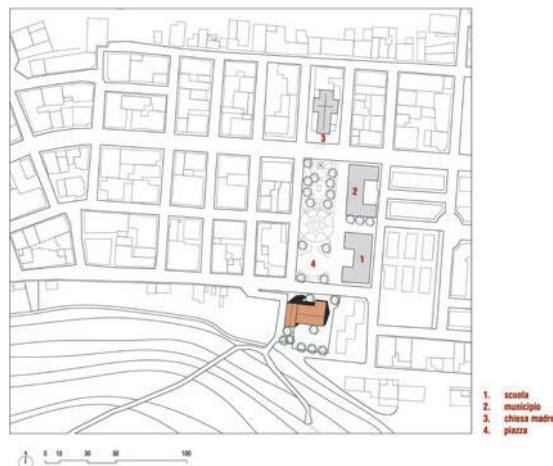 3
2
1
4
1. scuola
2. municipio
3. chiesa madre
4. piazza
0 10 30 50 100